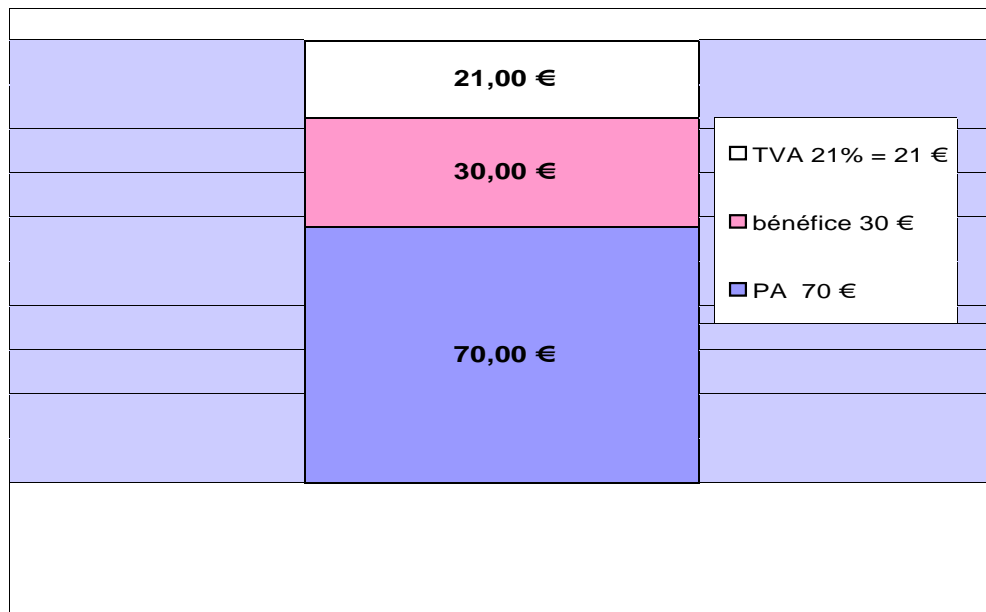 21,00 €
30,00 €
70,00 €
TVA 21% = 21 €
bénéfice 30 €
PA  70 €